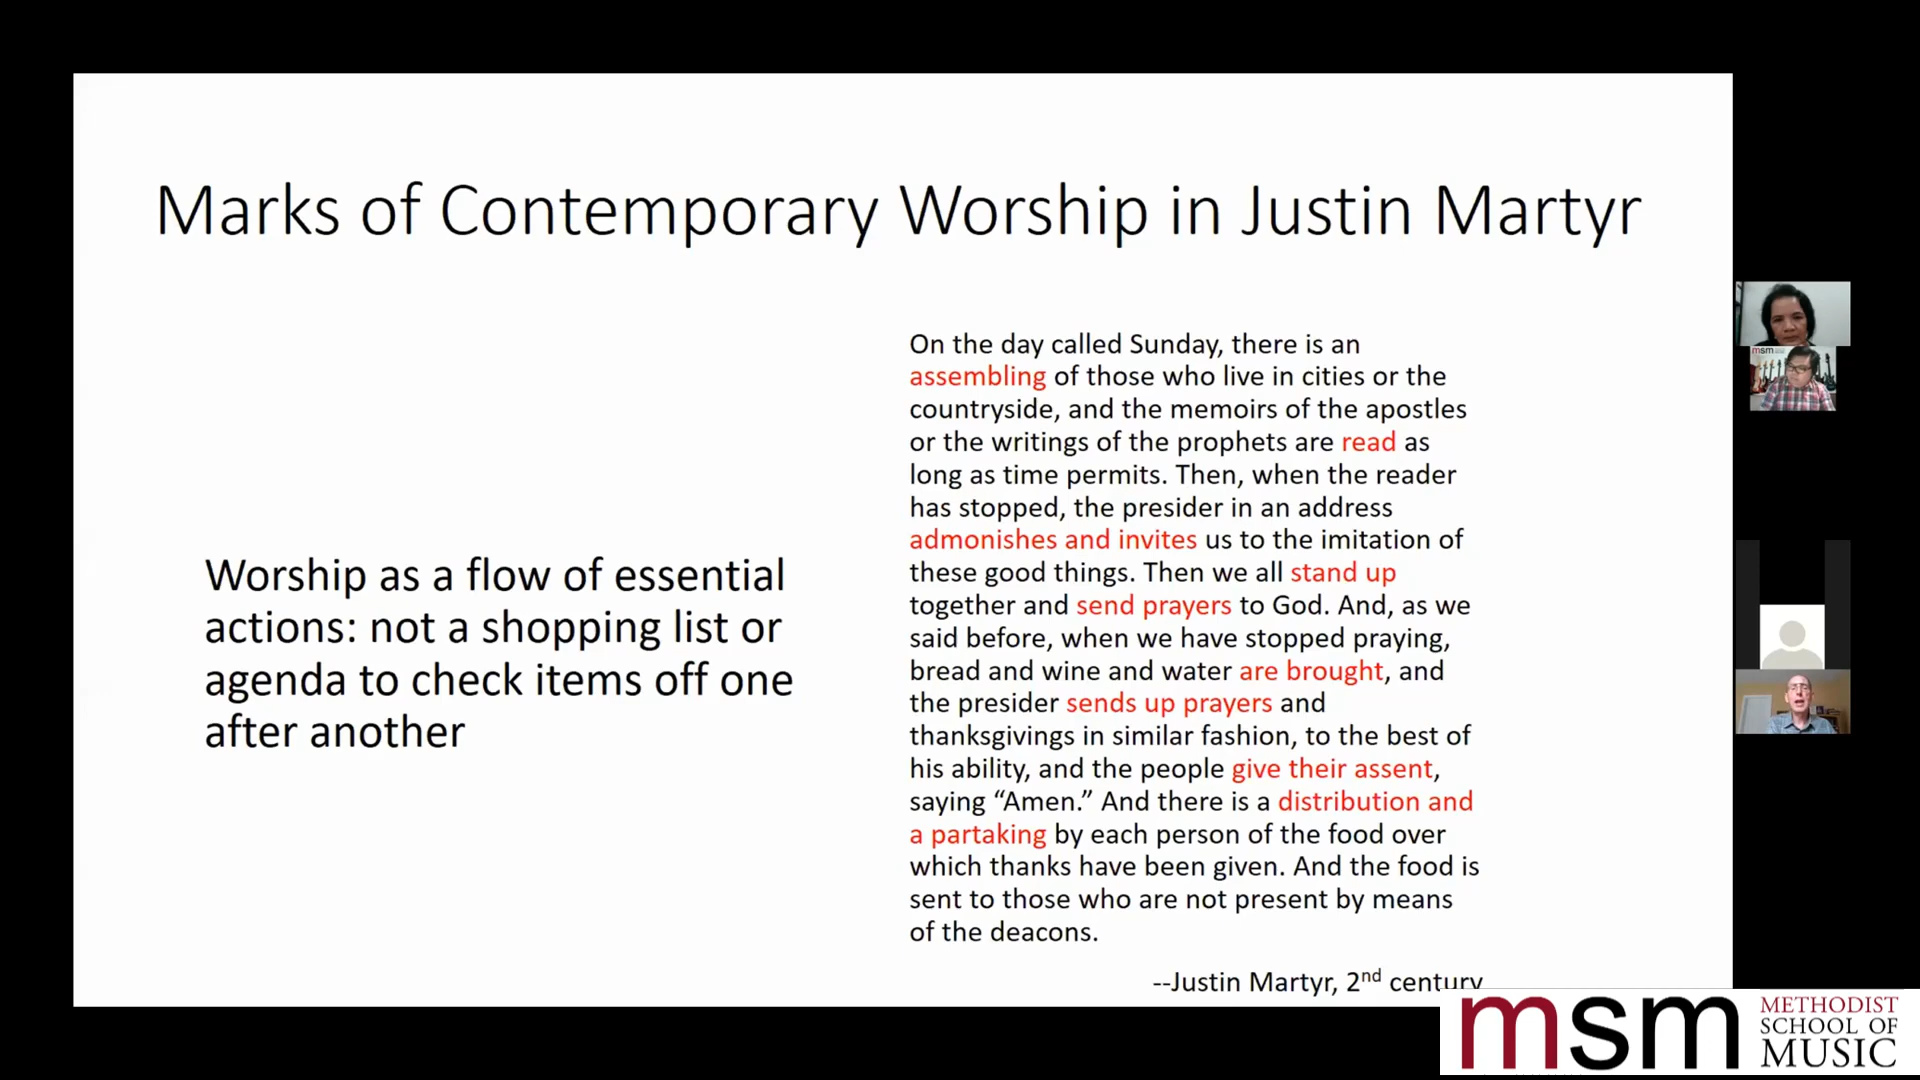 Marks of Contemporary Worship in Justin Martyr
Worship as a flow of essential
actions: not a shopping list or
agenda to check items off one
after another
On the day called Sunday, there is an
assembling of those who live in cities or the
countryside, and the memoirs of the apostles
or the writings of the prophets are read as
long as time permits. Then, when the reader
has stopped, the presider in an address
admonishes and invites us to the imitation of
these good things. Then we all stand up
together and send prayers to God. And, as we
said before, when we have stopped praying,
bread and wine and water are brought, and
the presider sends up prayers and
thanksgivings in similar fashion, to the best of
his ability, and the people give their assent,
saying “Amen.” And there is a distribution and
a partaking by each person of the food over
which thanks have been given. And the food is
sent to those who are not present by means
of the deacons.
--Justin Martyr, 2nd century
msm
msm
METHODIST
SCHOOL OF
MUSIC